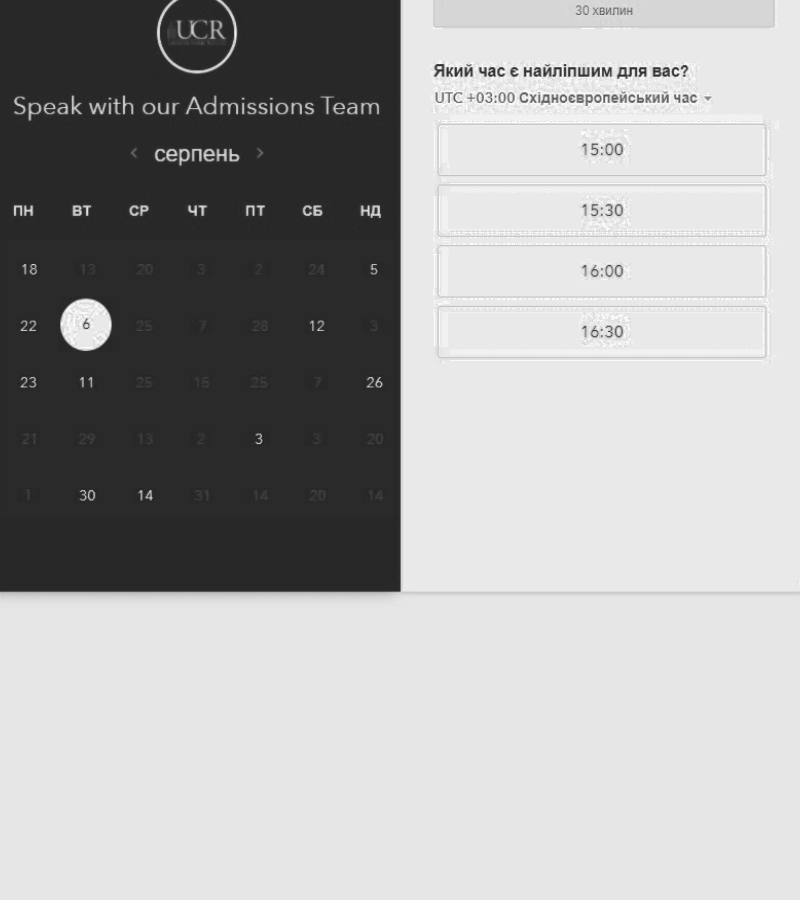 UCR
Speak with our Admissions Team
серпень
ПН ВТ СР ЧТ ПТ СБ НД
18 13 20 3 2 24 5
22 6 25 7 28 12 3
23 11 25 15 25 7 26
21 29 13 2 3 3 20
1 30 14 31 14 20 14
30 хвилин
Який час є найліпшим для вас?
UTC +03:00 Східноєвропейський час
15:00
15:30
16:00
16:30